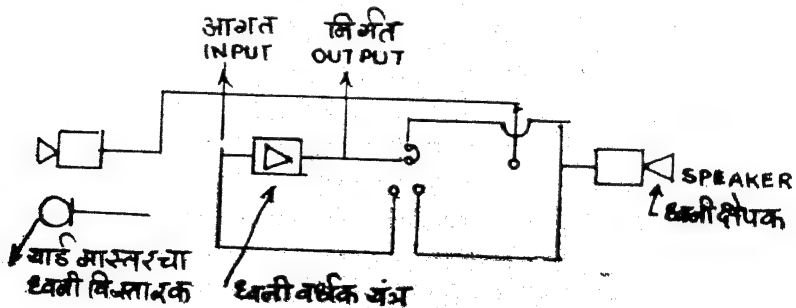 आगत
INPUT
निर्गत
OUTPUT
SPEAKER
ध्वनी क्षेपक
यार्ड मास्तरचा
ध्वनी विस्तारक
ध्वनी वर्धक यंत्र